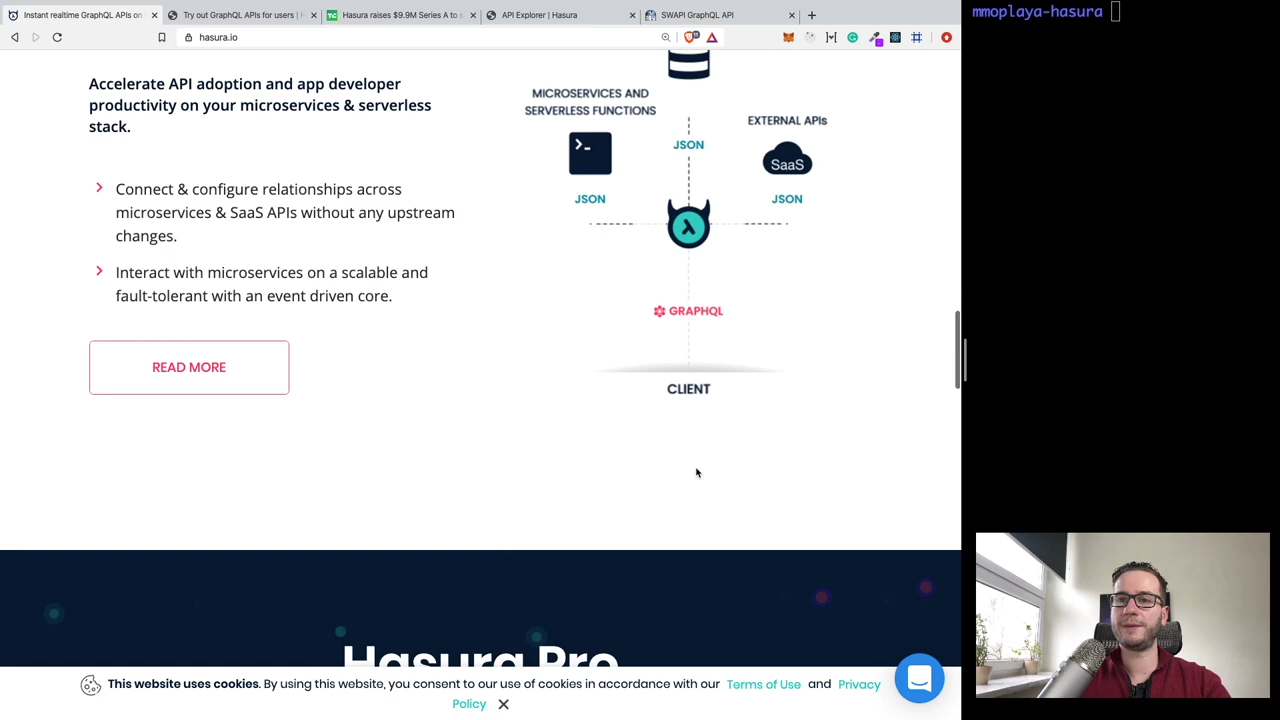 Instant realtime GraphQL APIs on
Try out GraphQL APIs for users | H
Hasura raises $9.9M Series A to s
API Explorer | Hasura
SWAPI GraphQL API
hasura.io
mmoplaya-hasura
Accelerate API adoption and app developer
productivity on your microservices & serverless
stack.
Connect & configure relationships across
microservices & SaaS APIs without any upstream
changes.
Interact with microservices on a scalable and
fault-tolerant with an event driven core.
READ MORE
MICROSERVICES AND
SERVERLESS FUNCTIONS
EXTERNAL APIs
JSON
SaaS
JSON
JSON
GRAPHQL
CLIENT
Hasura Pro
This website uses cookies. By using this website, you consent to our use of cookies in accordance with our Terms of Use and Privacy
Policy